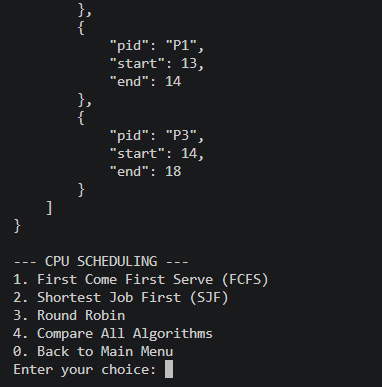 },
{
"pid": "P1",
"start": 13,
"end": 14
},
{
"pid": "P3",
"start": 14,
"end": 18
}
]
}
--- CPU SCHEDULING ---
1. First Come First Serve (FCFS)
2. Shortest Job First (SJF)
3. Round Robin
4. Compare All Algorithms
0. Back to Main Menu
Enter your choice: